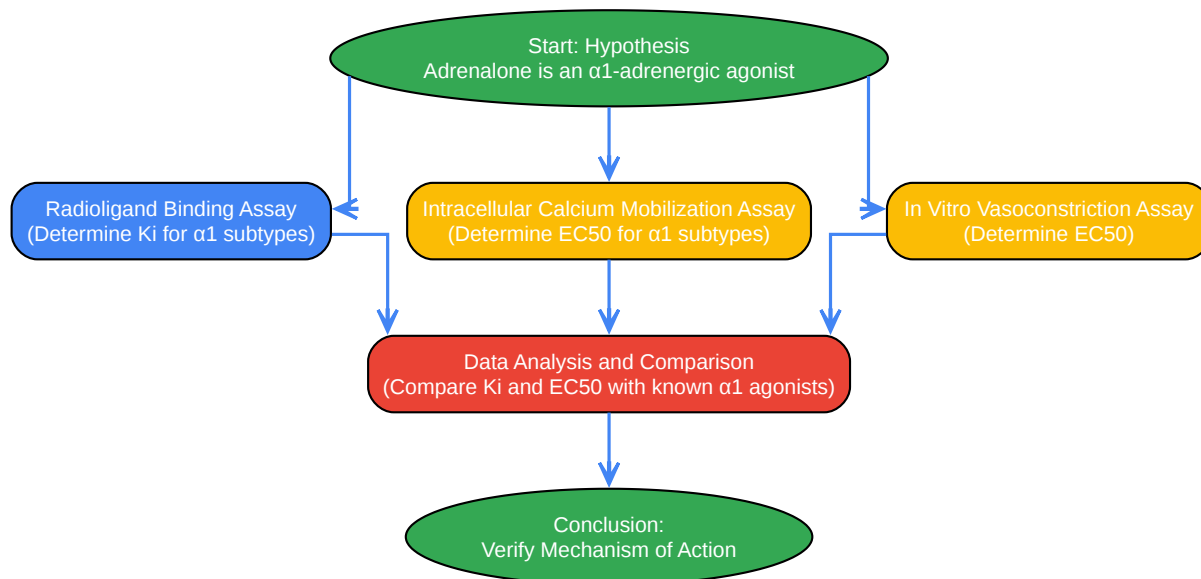 Start: Hypothesis
Adrenalone is an α1-adrenergic agonist
Radioligand Binding Assay
(Determine Ki for α1 subtypes)
Intracellular Calcium Mobilization Assay
(Determine EC50 for α1 subtypes)
In Vitro Vasoconstriction Assay
(Determine EC50)
Data Analysis and Comparison
(Compare Ki and EC50 with known α1 agonists)
Conclusion:
Verify Mechanism of Action